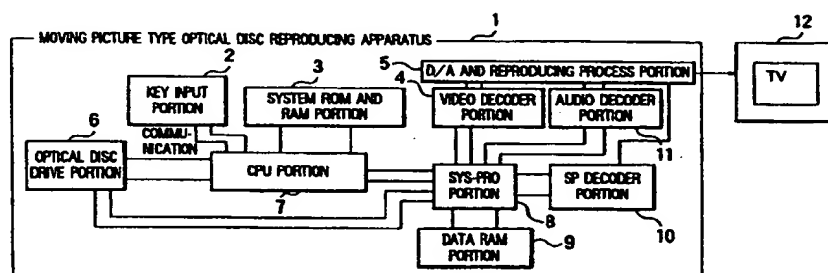 1
MOVING PICTURE TYPE OPTICAL DISC REPRODUCING APPARATUS
12
2
3
5
D/A AND REPRODUCING PROCESS PORTION
TV
KEY INPUT
PORTION
SYSTEM ROM AND
RAM PORTION
4
VIDEO DECODER
PORTION
AUDIO DECODER
PORTION
6
COMMU-
NICATION
11
OPTICAL DISC
DRIVE PORTION
CPU PORTION
7
SYS-PRO
PORTION
8
SP DECODER
PORTION
10
DATA RAM
PORTION
9